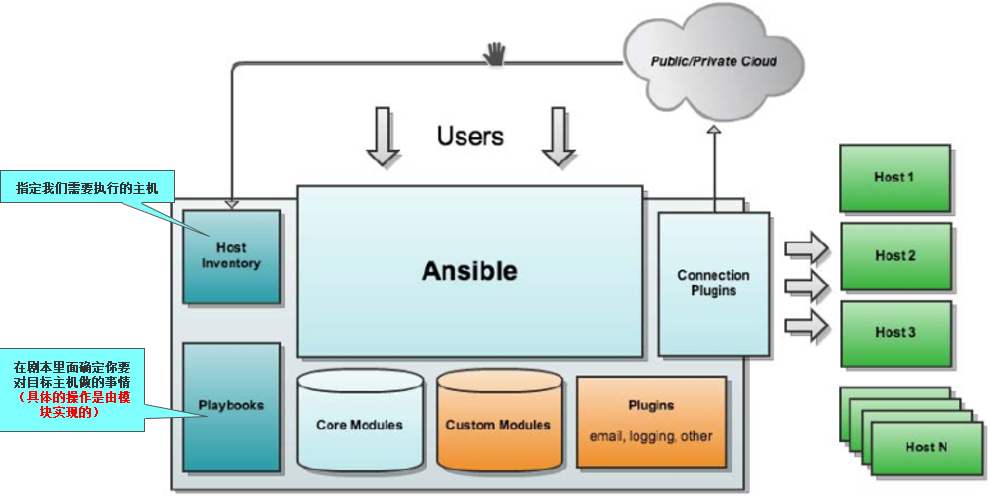 Public/Private Cloud
Users
指定我们需要执行的主机
Host
Inventory
Ansible
Connection
Plugins
Host 1
Host 2
Host 3
Host N
在剧本里面确定你要
对目标主机做的事情
（具体的操作是由模
块实现的）
Playbooks
Core Modules
Custom Modules
Plugins
email, logging, other